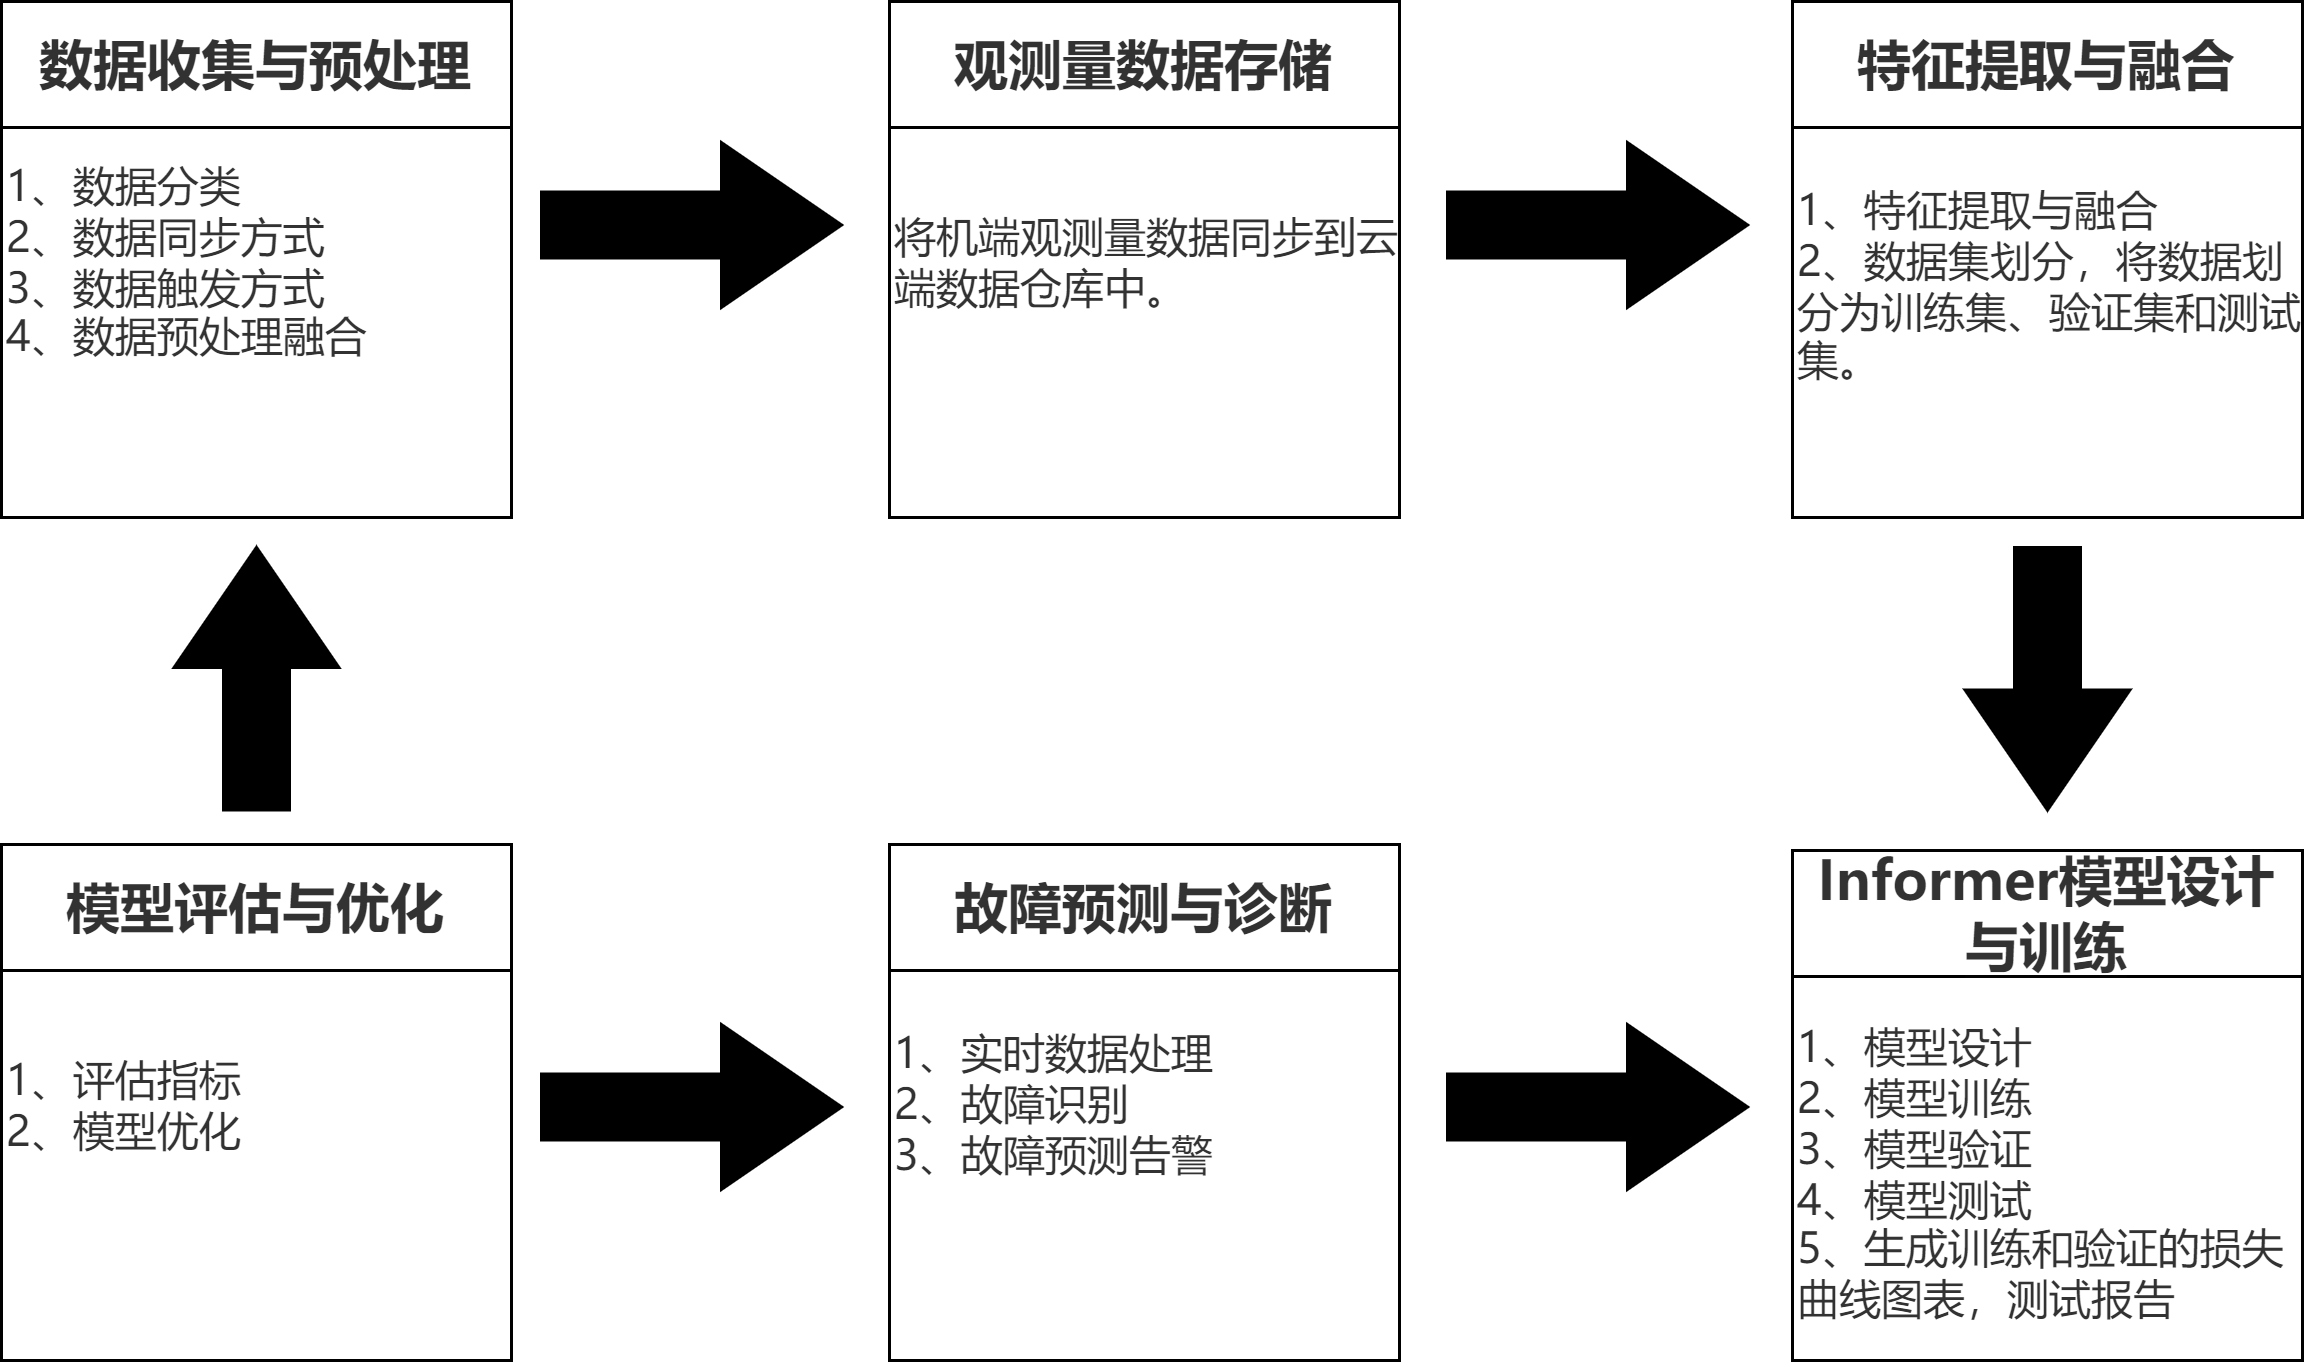 数据收集与预处理
1、数据分类
2、数据同步方式
3、数据触发方式
4、数据预处理融合
观测量数据存储
将机端观测量数据同步到云
端数据仓库中。
特征提取与融合
1、特征提取与融合
2、数据集划分，将数据划
分为训练集、验证集和测试
集。
模型评估与优化
1、评估指标
2、模型优化
故障预测与诊断
1、实时数据处理
2、故障识别
3、故障预测告警
Informer模型设计
与训练
1、模型设计
2、模型训练
3、模型验证
4、模型测试
5、生成训练和验证的损失
曲线图表，测试报告